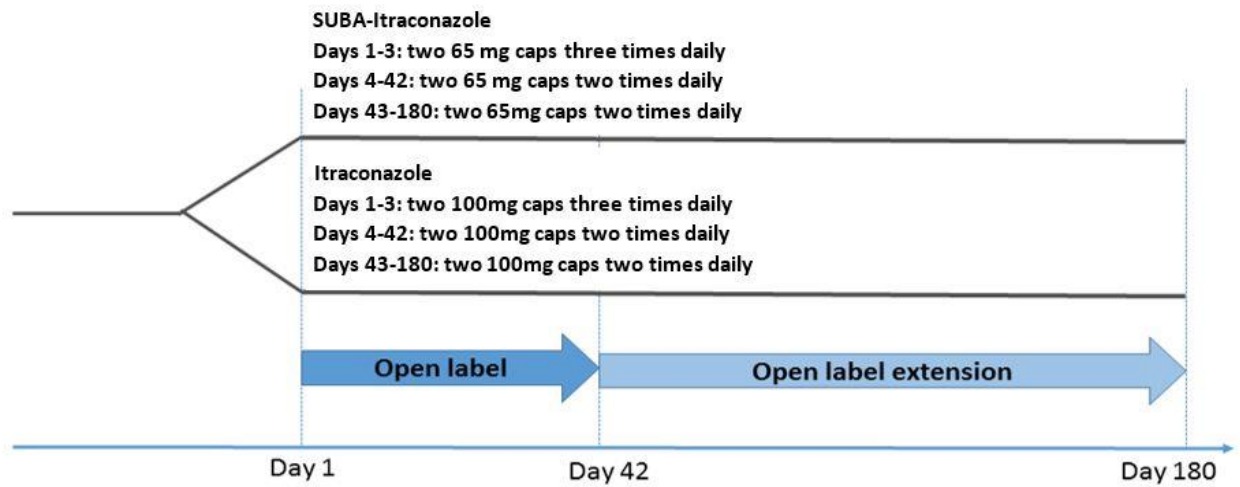 SUBA-Itraconazole
Days 1-3: two 65 mg caps three times daily
Days 4-42: two 65 mg caps two times daily
Days 43-180: two 65mg caps two times daily
Itraconazole
Days 1-3: two 100mg caps three times daily
Days 4-42: two 100mg caps two times daily
Days 43-180: two 100mg caps two times daily
Open label
Open label extension
Day 1
Day 42
Day 180